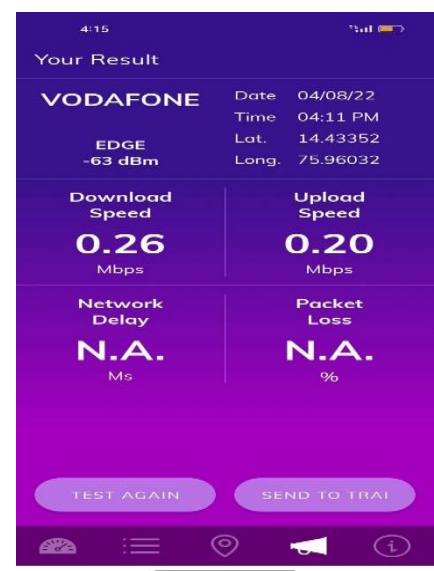 4:15
Your Result
VODAFONE
EDGE
-63 dBm
Date 04/08/22
Time 04:11 PM
Lat. 14.43352
Long. 75.96032
Download
Speed
0.26
Mbps
Upload
Speed
0.20
Mbps
Network
Delay
N.A.
Ms
Packet
Loss
N.A.
%
TEST AGAIN
SEND TO TRAI